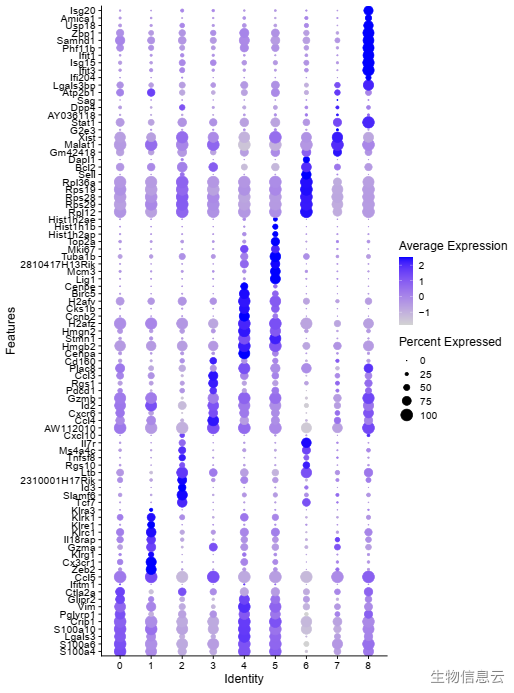 Isg20
Amica1
Usp18
Zbp1
Samhd1
Phf11b
Ifit1
Isg15
Ifit3
Ifi204
Lgals3bp
Atp2b1
Sag
Dpp4
AY036118
Stat1
G2e3
Xist
Malat1
Gm42418
Dapl1
Bcl2
Sell
Rpl36a
Rps19
Rps28
Rps29
Rpl12
Hist1h2ae
Hist1h1b
Hist1h2ap
Top2a
Mki67
Tuba1b
2810417H13Rik
Mcm3
Lig1
Cenpe
Birc5
H2afv
Cks1b
Ccnb2
H2afz
Hmgn2
Stmn1
Hmgb2
Cenpa
Cd160
Plac8
Ccl3
Rgs1
Pdcd1
Gzmb
Id2
Cxcr6
Ccl4
AW112010
Cxcl10
Il7r
Ms4a4c
Tnfsf8
Rgs10
Ltb
2310001H17Rik
Id3
Slamf6
Tcf7
Klra3
Klrk1
Klre1
Klrc1
Il18rap
Gzma
Klrg1
Cx3cr1
Zeb2
Ccl5
Ifitm1
Ctla2a
Glipr2
Vim
Pglyrp1
Crip1
S100a10
Lgals3
S100a6
S100a4
0 1 2 3 4 5 6 7 8
Identity
Features
Average Expression
2
1
0
−1
Percent Expressed
0
25
50
75
100
生物信息云